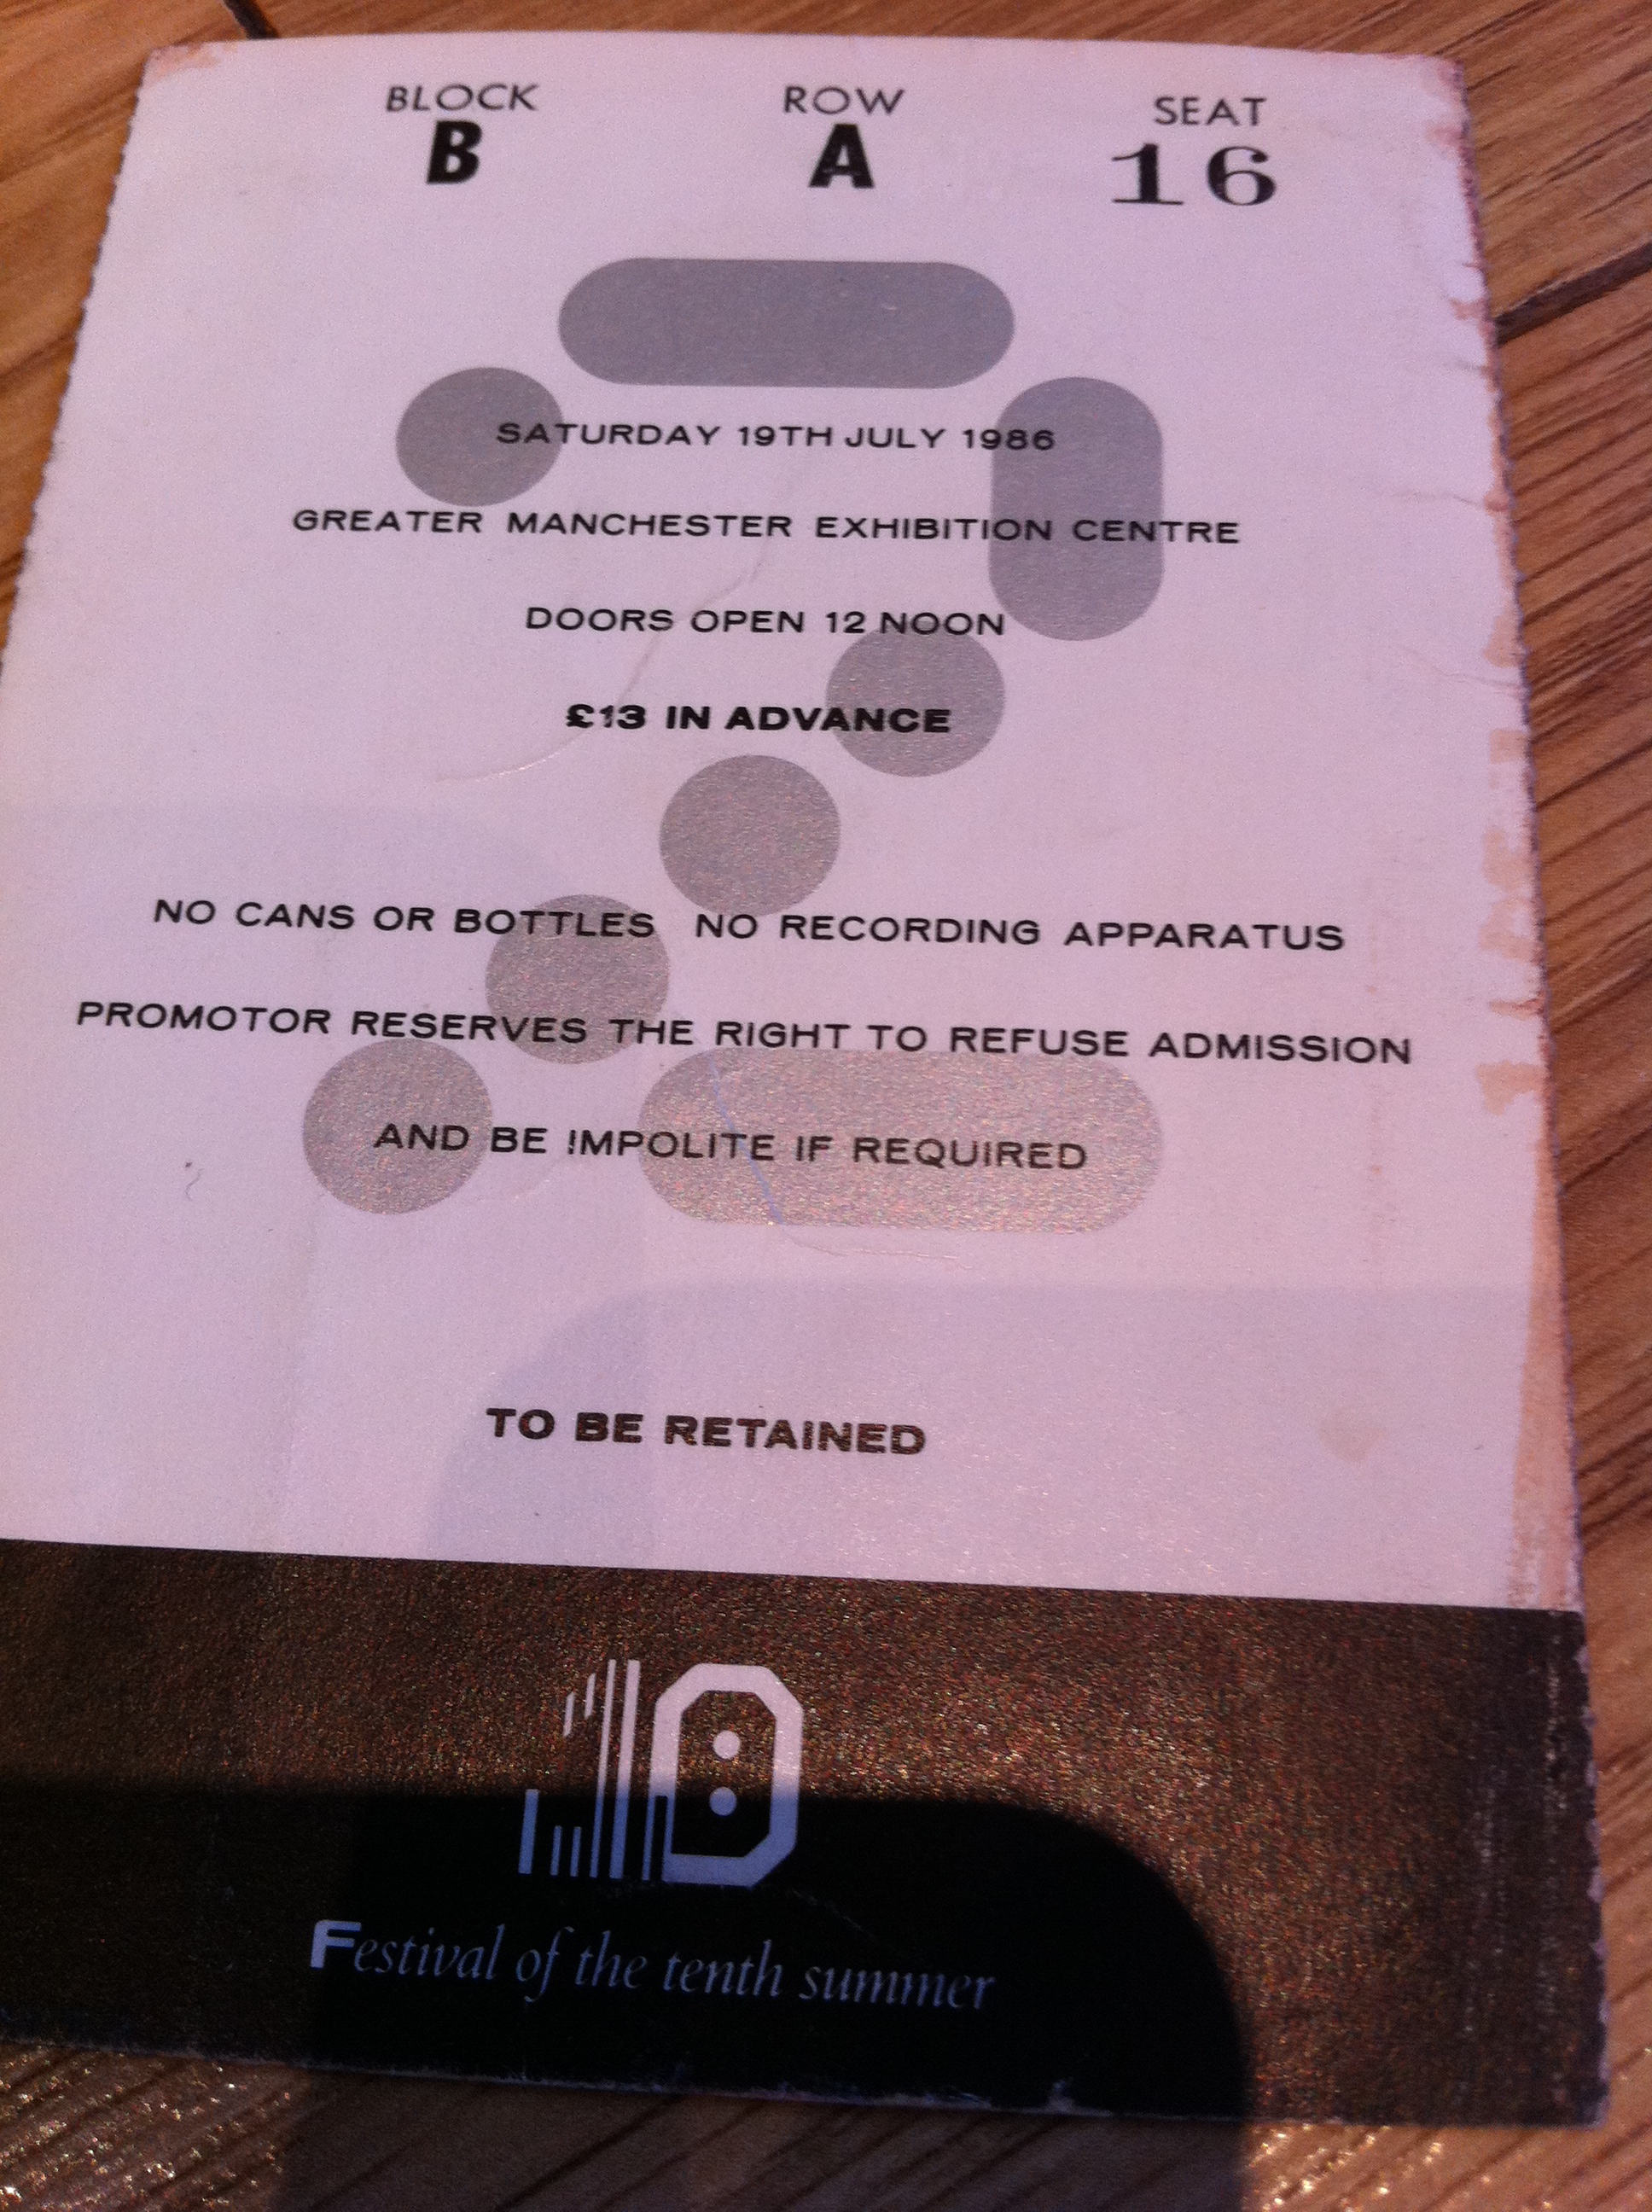 BLOCK ROW SEAT
B A 16
SATURDAY 19TH JULY 1986
GREATER MANCHESTER EXHIBITION CENTRE
DOORS OPEN 12 NOON
£13 IN ADVANCE
NO CANS OR BOTTLES NO RECORDING APPARATUS
PROMOTOR RESERVES THE RIGHT TO REFUSE ADMISSION
AND BE IMPOLITE IF REQUIRED
TO BE RETAINED
10
Festival of the tenth summer